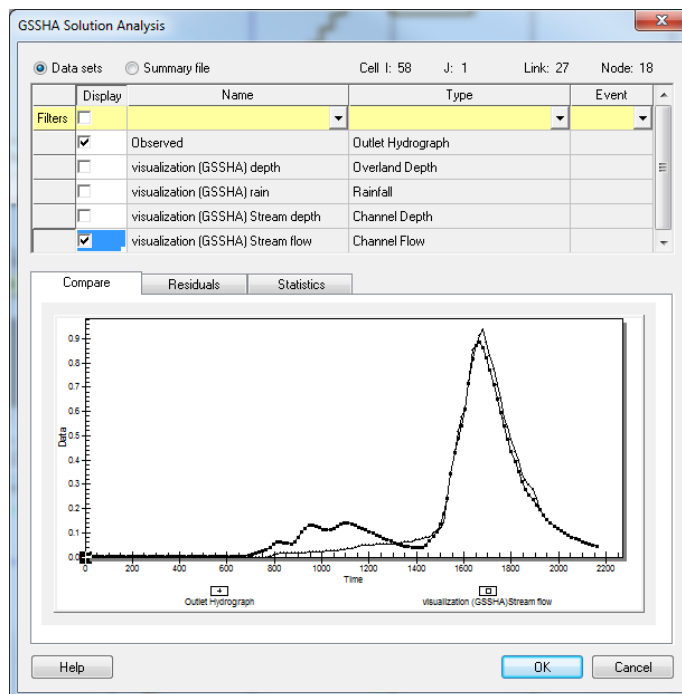 GSSHA Solution Analysis
Data sets Summary file Cell I: 58 J: 1 Link: 27 Node: 18
Display Name Type Event
Filters
Observed Outlet Hydrograph
visualization (GSSHA) depth Overland Depth
visualization (GSSHA) rain Rainfall
visualization (GSSHA) Stream depth Channel Depth
visualization (GSSHA) Stream flow Channel Flow
Compare Residuals Statistics
0.9
0.8
0.7
0.6
Data
0.5
0.4
0.3
0.2
0.1
0.0
0 200 400 600 800 1000 1200 1400 1600 1800 2000 2200
Time
Outlet Hydrograph visualization (GSSHA)Stream flow
Help OK Cancel